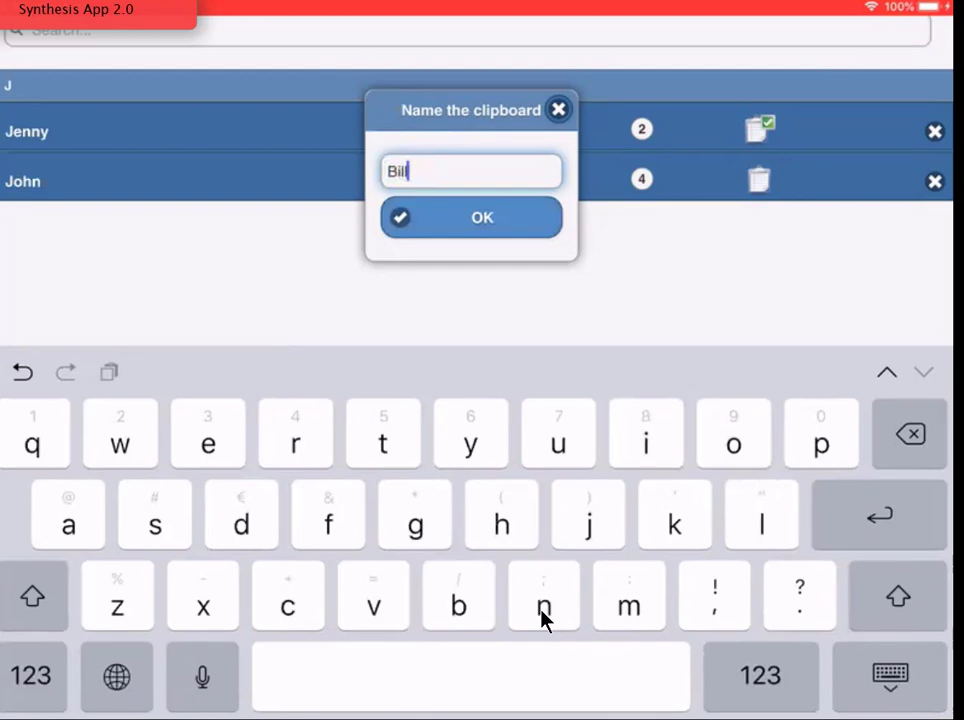 Synthesis App 2.0
100%
Search...
J
Name the clipboard
Jenny
2
John
4
Bill
OK
1 2 3 4 5 6 7 8 9 0
q w e r t y u i o p
@ # € & * ( ) ' "
a s d f g h j k l
% - + = / ; : ! ?
z x c v b n m , .
123 123